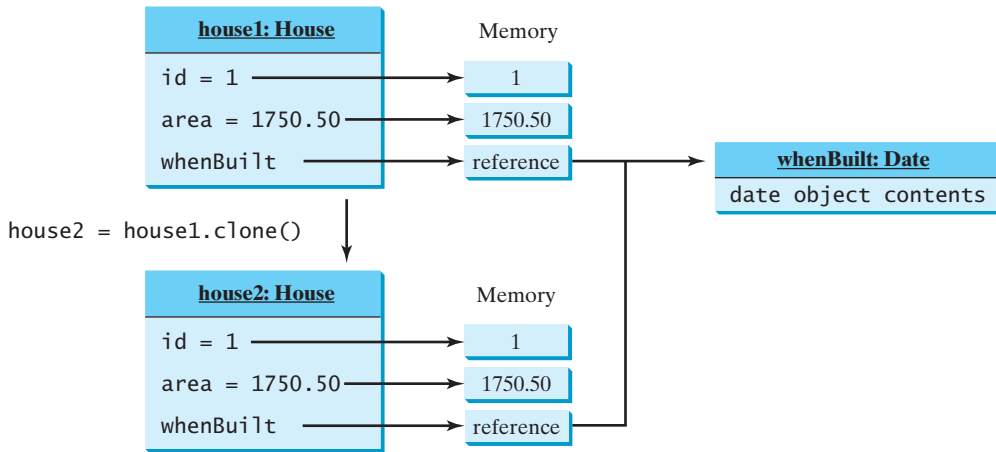 house1: House
Memory
id = 1
1
area = 1750.50
1750.50
whenBuilt
reference
whenBuilt: Date
date object contents
house2 = house1.clone()
house2: House
Memory
id = 1
1
area = 1750.50
1750.50
whenBuilt
reference